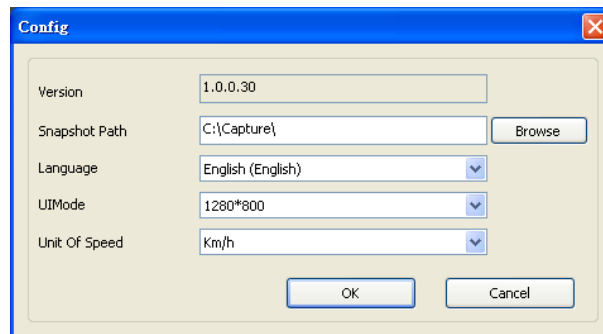 Config
Version 1.0.0.30
Snapshot Path C:\Capture\ Browse
Language English (English)
UIMode 1280*800
Unit Of Speed Km/h
OK Cancel